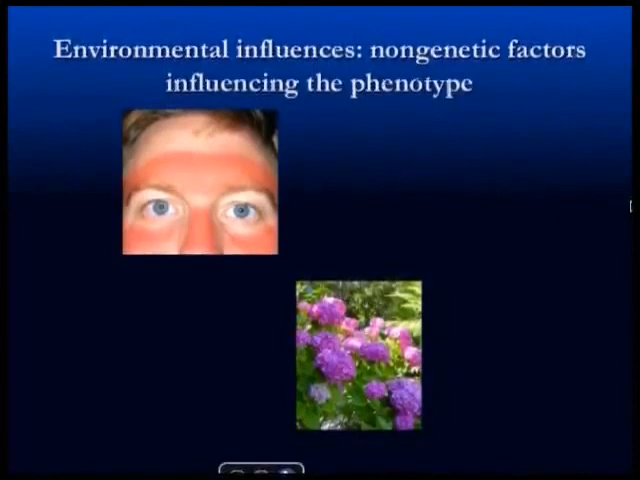 Environmental influences: nongenetic factors
influencing the phenotype